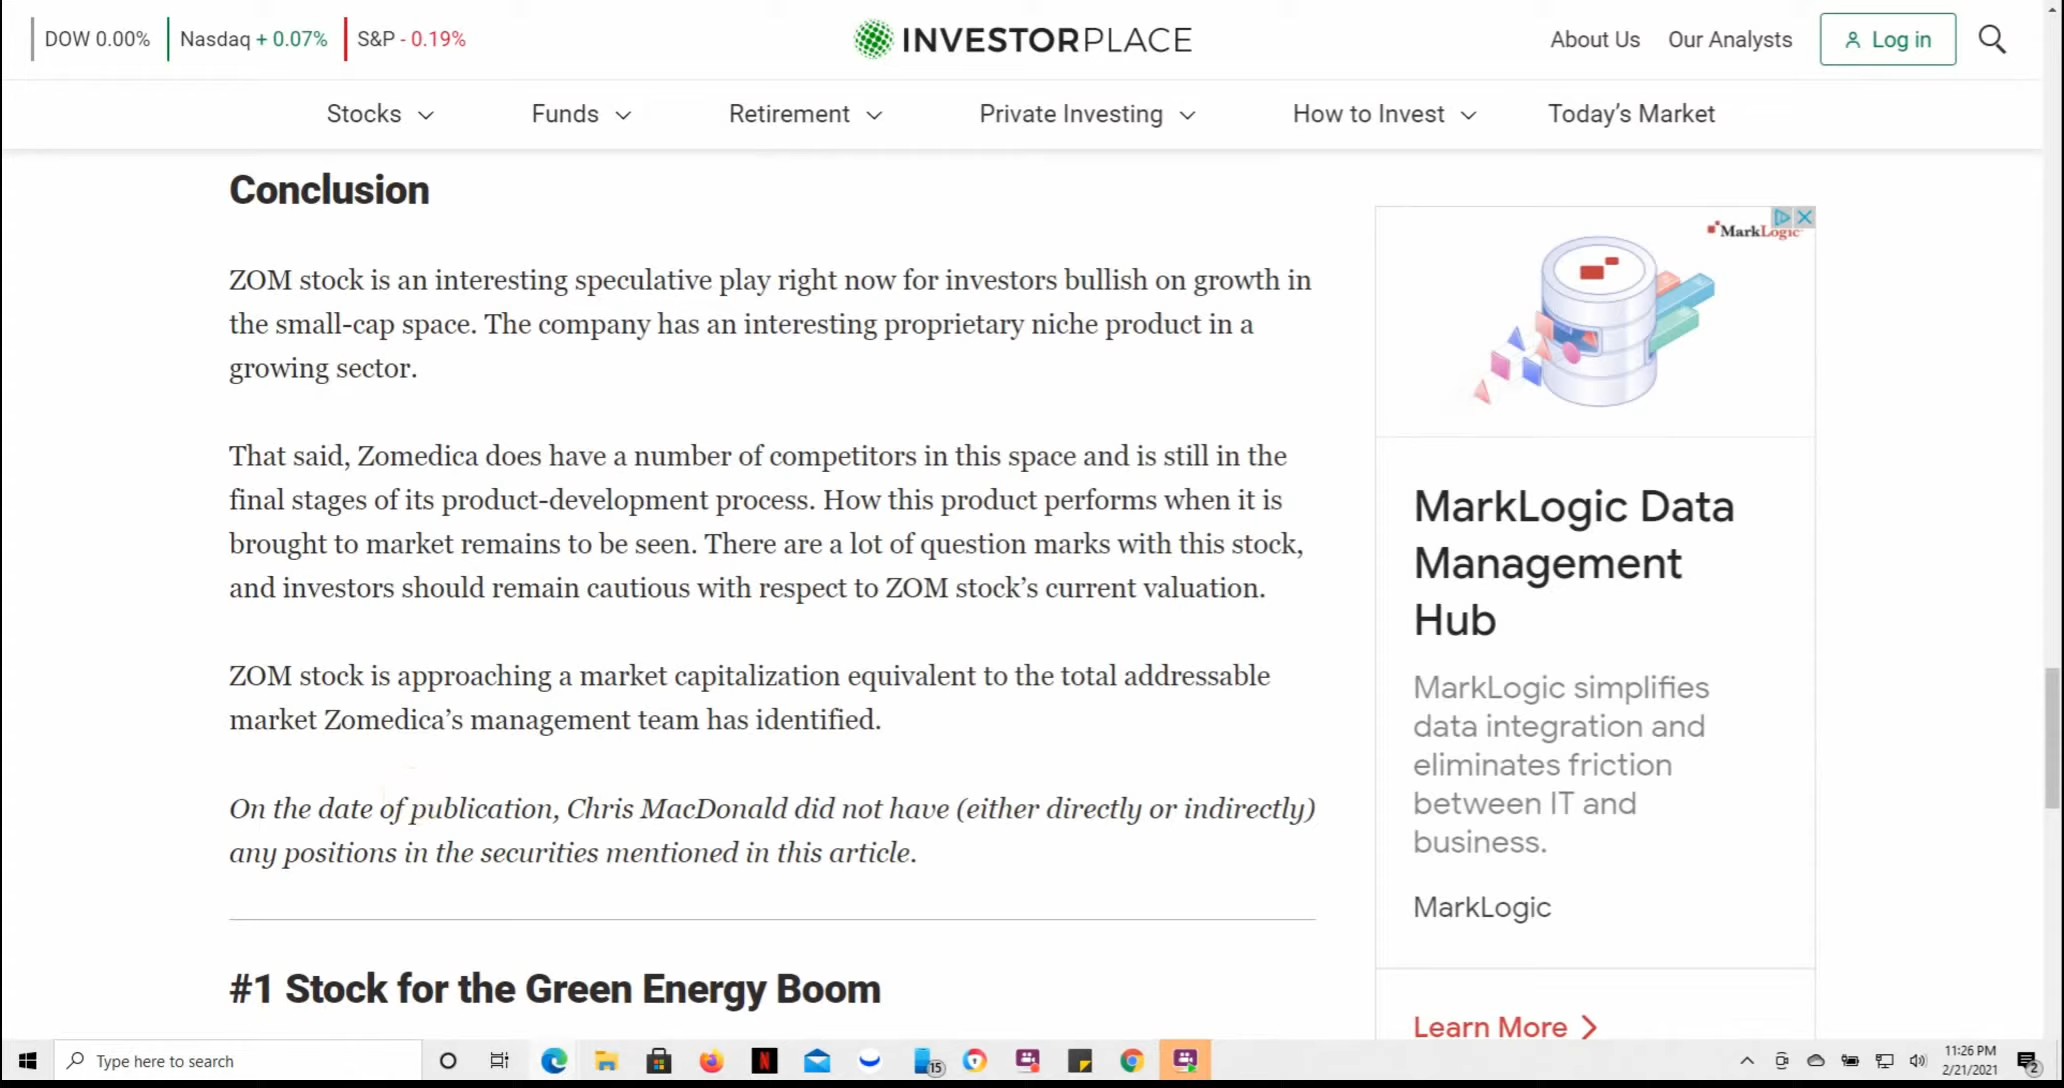 DOW 0.00% Nasdaq + 0.07% S&P - 0.19%
INVESTORPLACE
About Us Our Analysts Log in
Stocks Funds Retirement Private Investing How to Invest Today's Market
Conclusion
ZOM stock is an interesting speculative play right now for investors bullish on growth in
the small-cap space. The company has an interesting proprietary niche product in a
growing sector.
That said, Zomedica does have a number of competitors in this space and is still in the
final stages of its product-development process. How this product performs when it is
brought to market remains to be seen. There are a lot of question marks with this stock,
and investors should remain cautious with respect to ZOM stock's current valuation.
ZOM stock is approaching a market capitalization equivalent to the total addressable
market Zomedica's management team has identified.
On the date of publication, Chris MacDonald did not have (either directly or indirectly)
any positions in the securities mentioned in this article.
#1 Stock for the Green Energy Boom
MarkLogic
MarkLogic Data
Management
Hub
MarkLogic simplifies
data integration and
eliminates friction
between IT and
business.
MarkLogic
Learn More
Type here to search
N
15
11:26 PM
2/21/2021
2